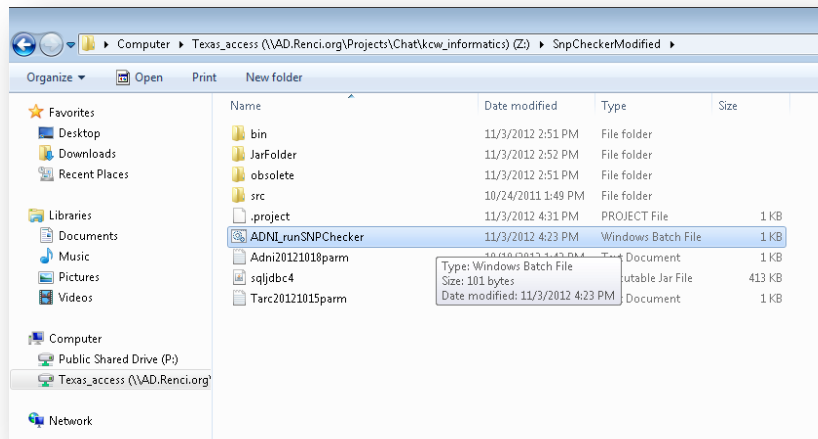 Computer ▸ Texas_access (\\AD.Renci.org\Projects\Chat\kcw_informatics) (Z:) ▸ SnpCheckerModified ▸
Organize Open Print New folder
Favorites
Desktop
Downloads
Recent Places
Libraries
Documents
Music
Pictures
Videos
Computer
Public Shared Drive (P:)
Texas_access (\\AD.Renci.org'
Network
Name Date modified Type Size
bin 11/3/2012 2:51 PM File folder
JarFolder 11/3/2012 2:52 PM File folder
obsolete 11/3/2012 2:51 PM File folder
src 10/24/2011 1:49 PM File folder
.project 11/3/2012 4:31 PM PROJECT File 1 KB
ADNI_runSNPChecker 11/3/2012 4:23 PM Windows Batch File 1 KB
Adni20121018parm Document 1 KB
sqljdbc4 Jar File 413 KB
Tarc20121015parm Document 1 KB
Type: Windows Batch File
Size: 101 bytes
Date modified: 11/3/2012 4:23 PM